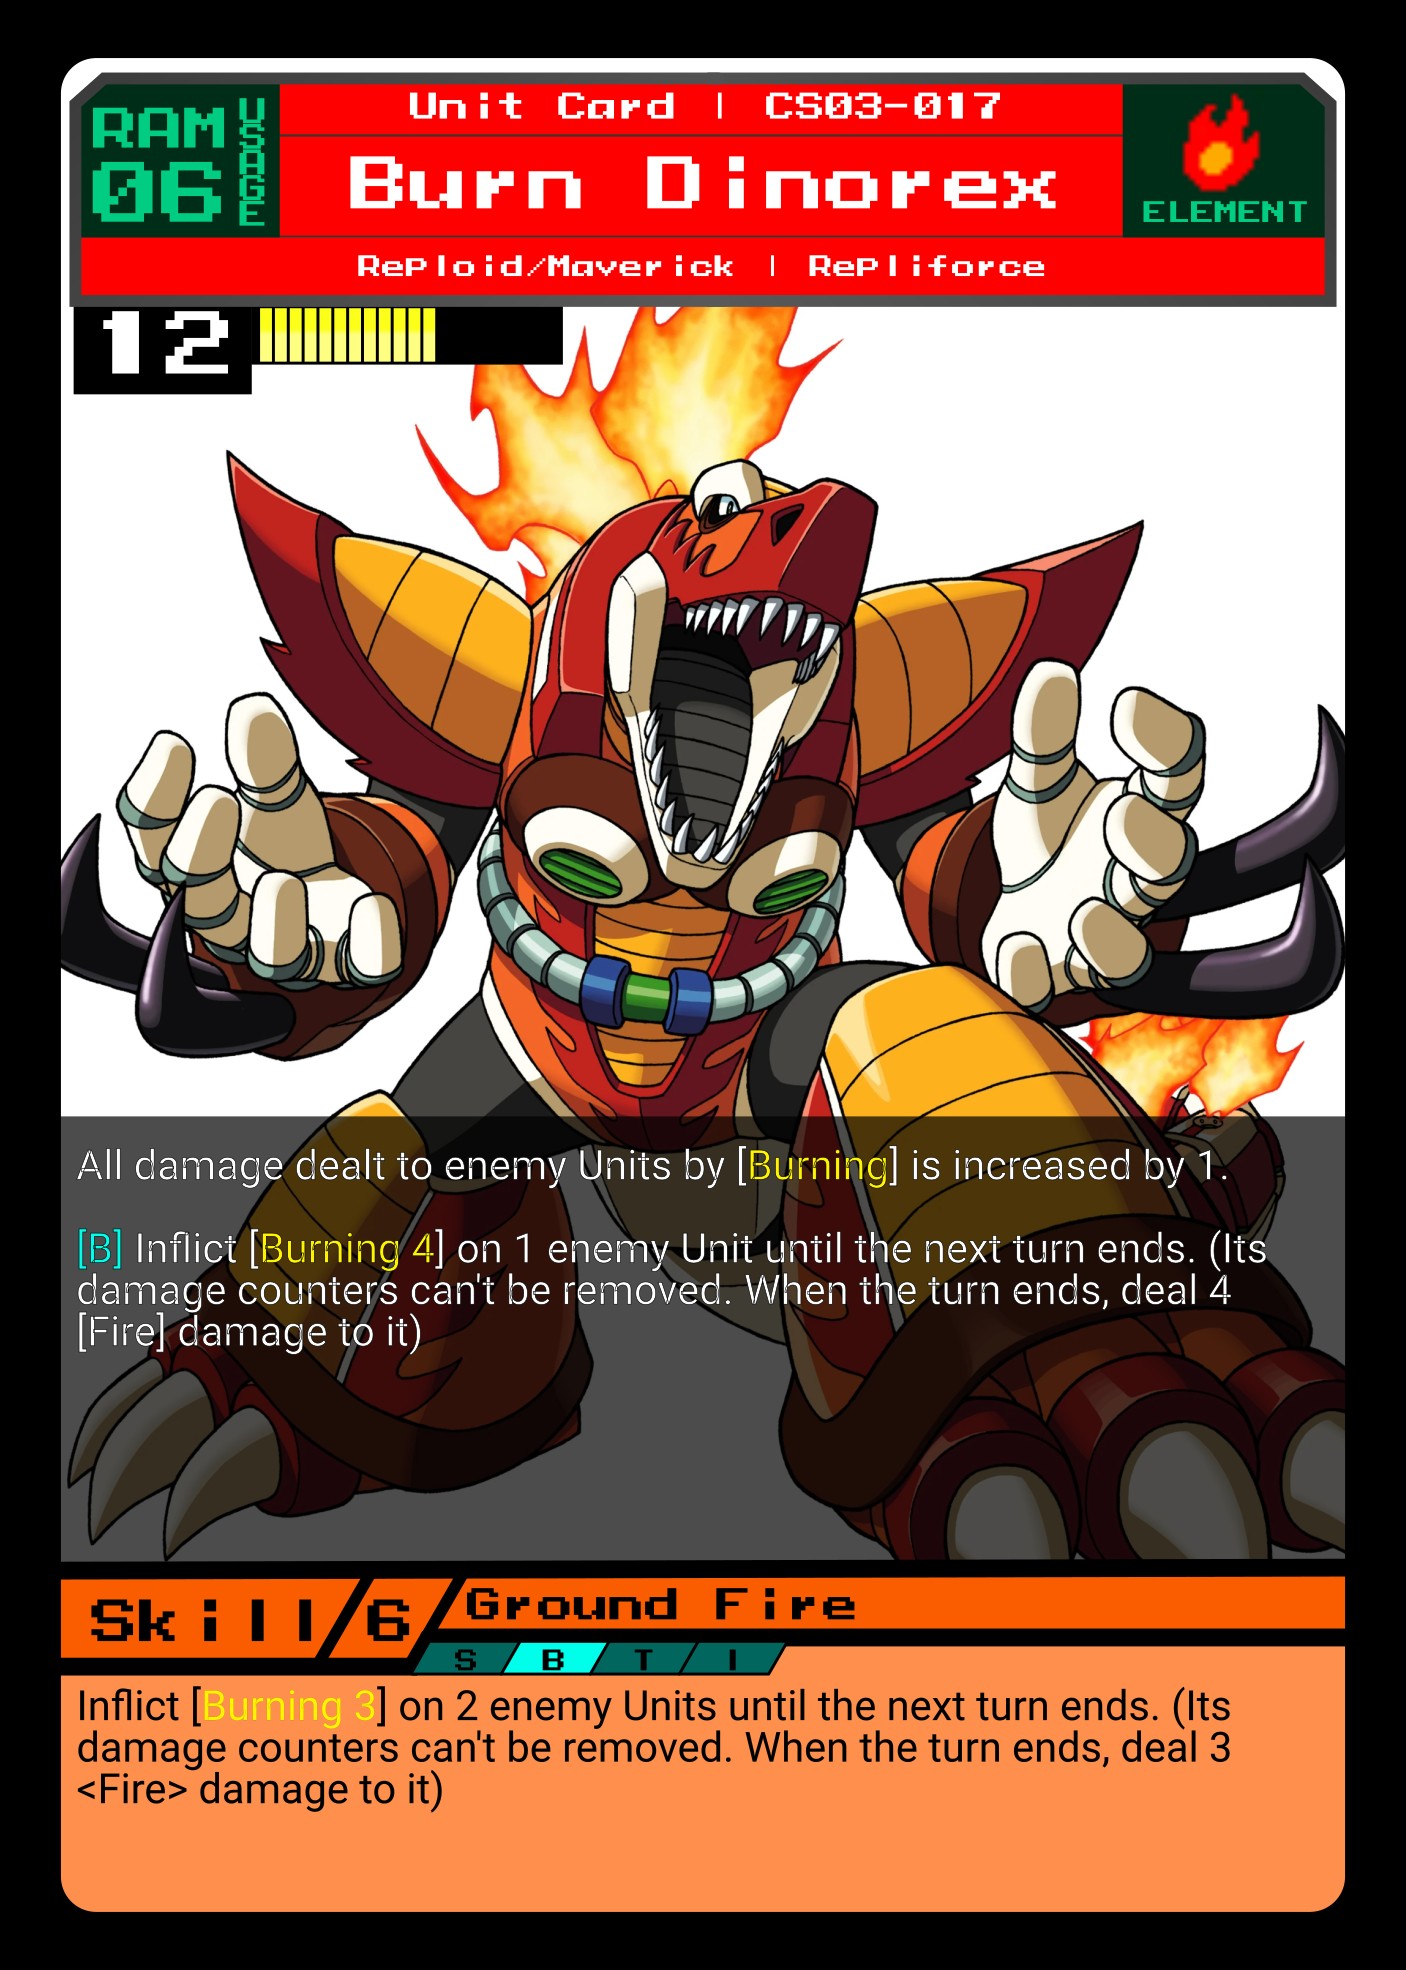 RAM
06
USAGE
Unit Card | CS03-017
Burn Dinorex
ELEMENT
Reploid/Maverick | Repliforce
12
All damage dealt to enemy Units by [Burning] is increased by 1.
[B] Inflict [Burning 4] on 1 enemy Unit until the next turn ends. (Its
damage counters can't be removed. When the turn ends, deal 4
[Fire] damage to it)
Skill/6
Ground Fire
S B T I
Inflict [Burning 3] on 2 enemy Units until the next turn ends. (Its
damage counters can't be removed. When the turn ends, deal 3
<Fire> damage to it)